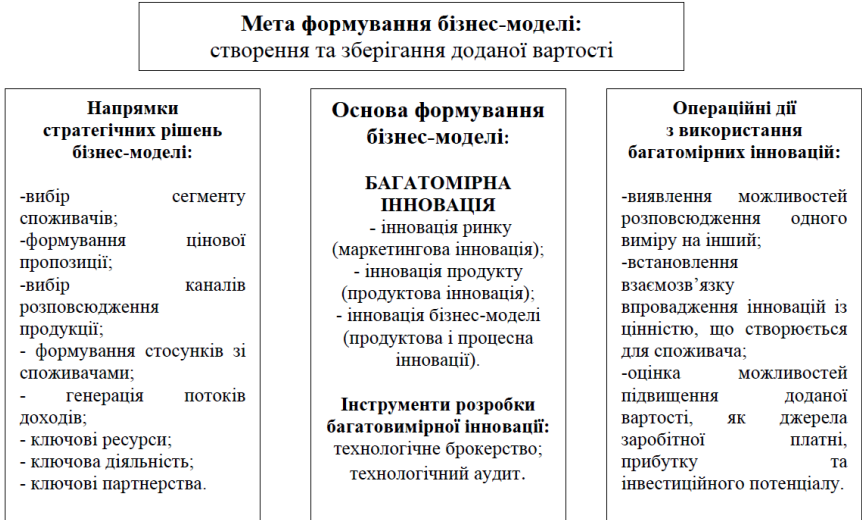 Мета формування бізнес-моделі:
створення та зберігання доданої вартості
Напрямки
стратегічних рішень
бізнес-моделі:
-вибір сегменту
споживачів;
-формування цінової
пропозиції;
-вибір каналів
розповсюдження
продукції;
- формування стосунків зі
споживачами;
- генерація потоків
доходів;
- ключові ресурси;
- ключова діяльність;
- ключові партнерства.
Основа формування
бізнес-моделі:
БАГАТОМІРНА
ІННОВАЦІЯ
- інновація ринку
(маркетингова інновація);
- інновація продукту
(продуктова інновація);
- інновація бізнес-моделі
(продуктова і процесна
інновації).
Інструменти розробки
багатовимірної інновації:
технологічне брокерство;
технологічний аудит.
Операційні дії
з використання
багатомірних інновацій:
-виявлення можливостей
розповсюдження одного
виміру на інший;
-встановлення
взаємозв’язку
впровадження інновацій із
цінністю, що створюється
для споживача;
-оцінка можливостей
підвищення доданої
вартості, як джерела
заробітної платні,
прибутку та
інвестиційного потенціалу.